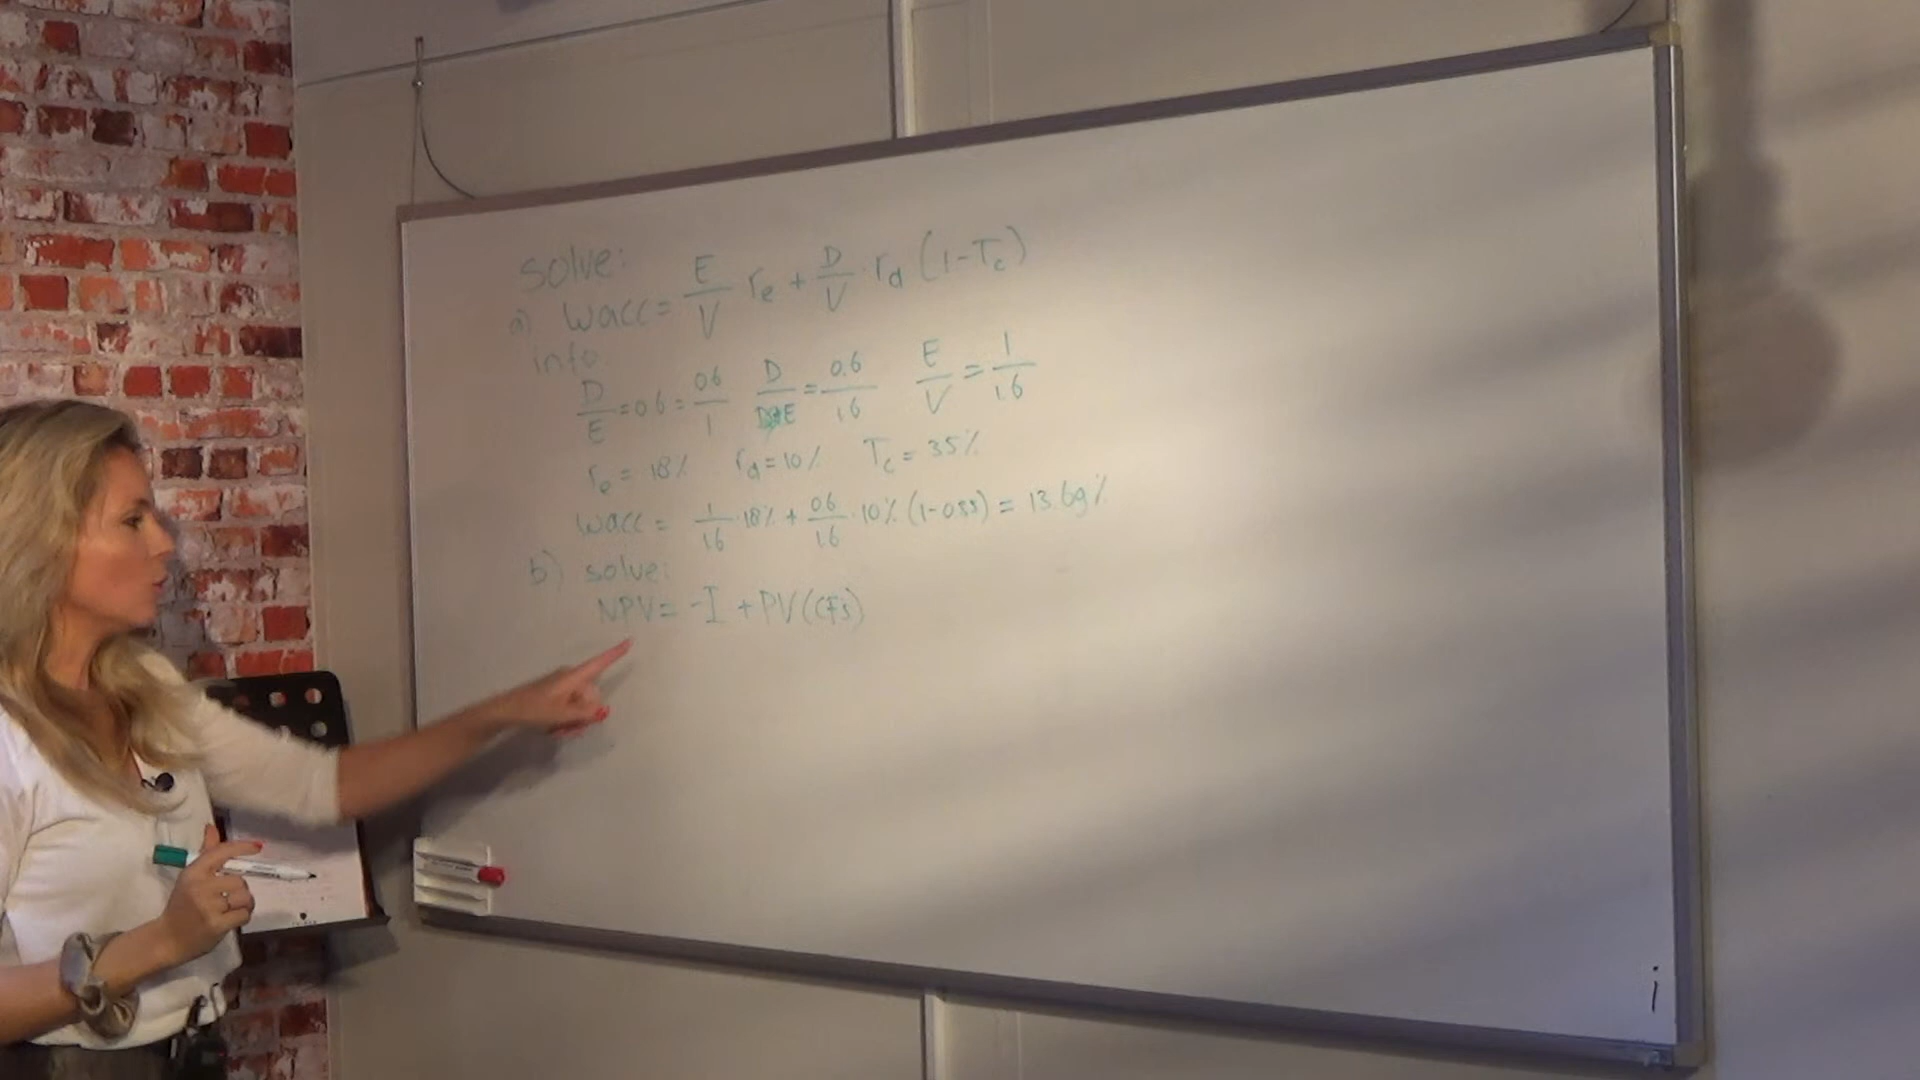 solve:
a) wacc = E/V re + D/V · rd (1-Tc)
info
D/E = 0.6 = 0.6/1 D/D+E = 0.6/1.6 E/V = 1/1.6
re = 18% rd = 10% Tc = 35%
wacc = 1/1.6 · 18% + 0.6/1.6 · 10% (1-0.35) = 13.69%
b) solve:
NPV = -I + PV(CFs)